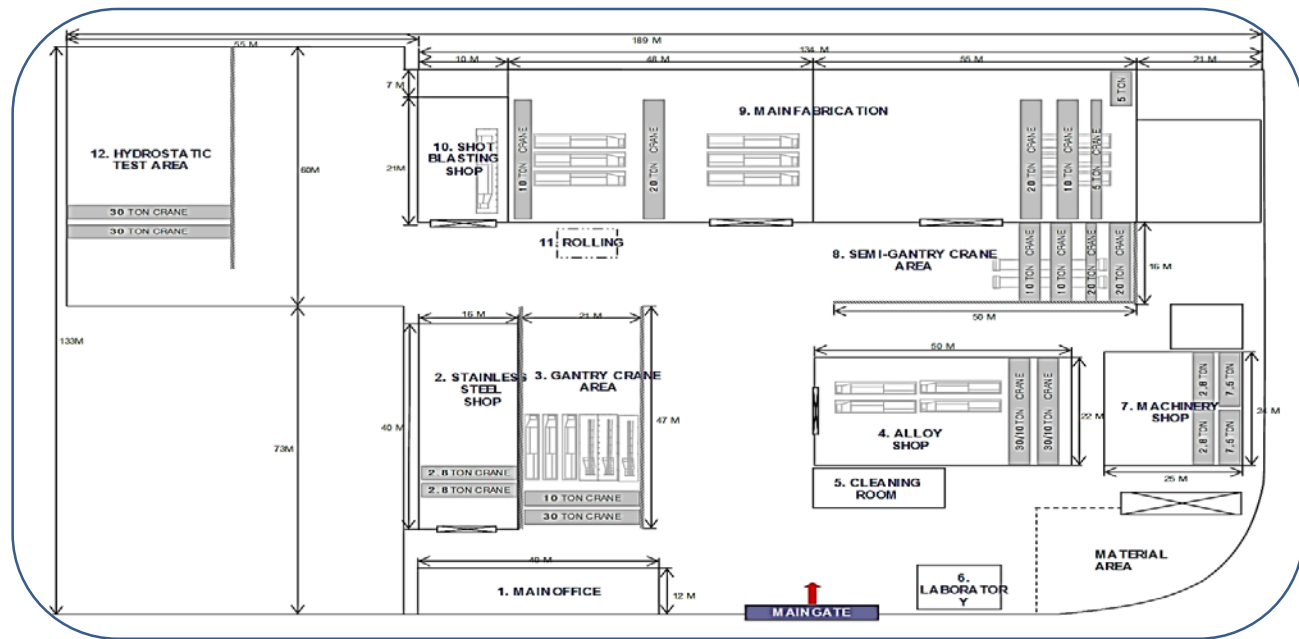 189 M
55 M
134 M
10 M
48 M
55 M
21 M
7 M
21M
60M
133M
73M
12. HYDROSTATIC
TEST AREA
30 TON CRANE
30 TON CRANE
10. SHOT
BLASTING
SHOP
9. MAIN FABRICATION
10 TON CRANE
20 TON CRANE
20 TON CRANE
10 TON CRANE
5 TON CRANE
5 TON
11. ROLLING
8. SEMI-GANTRY CRANE
AREA
10 TON CRANE
10 TON CRANE
20 TON CRANE
20 TON CRANE
16 M
50 M
16 M
21 M
2. STAINLESS
STEEL
SHOP
40 M
2.8 TON CRANE
2.8 TON CRANE
3. GANTRY CRANE
AREA
47 M
10 TON CRANE
30 TON CRANE
50 M
4. ALLOY
SHOP
30/10 TON CRANE
30/10 TON CRANE
22 M
5. CLEANING
ROOM
7. MACHINERY
SHOP
2.8 TON
7.5 TON
2.8 TON
7.5 TON
24 M
25 M
MATERIAL
AREA
6.
LABORATOR
Y
1. MAIN OFFICE
12 M
MAIN GATE